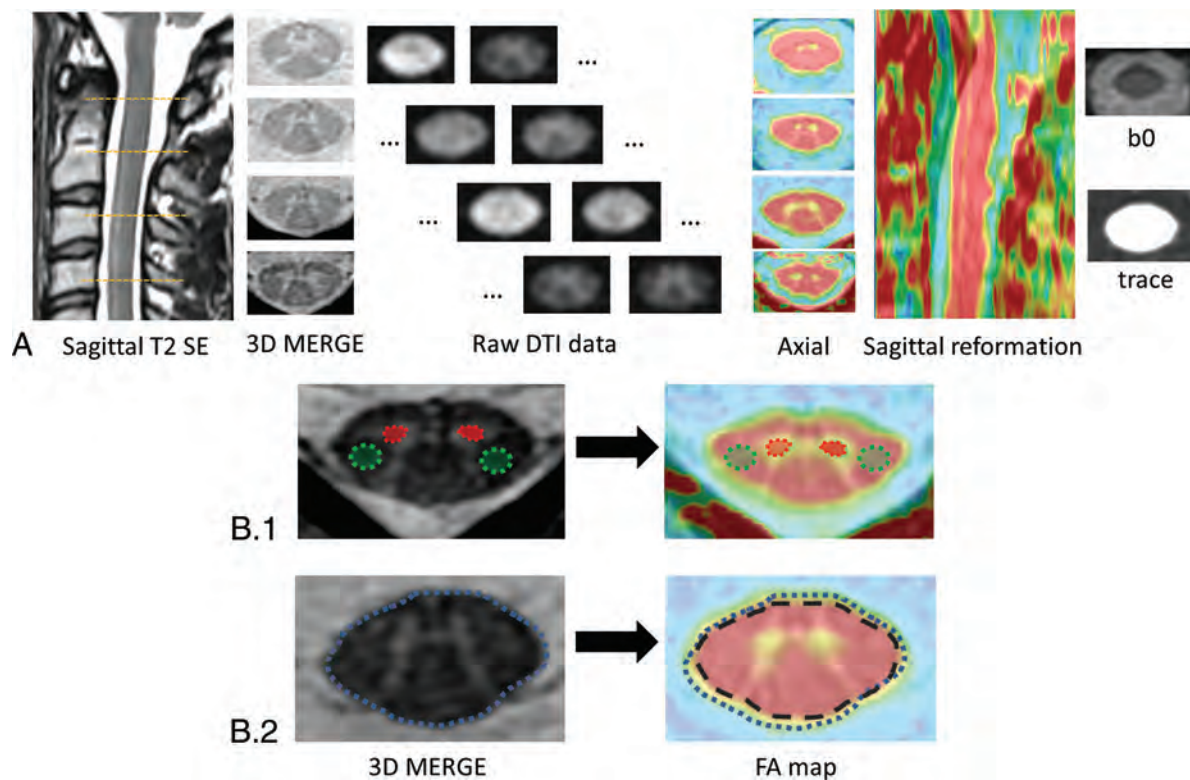 ...
... ...
... ...
...
b0
trace
A Sagittal T2 SE 3D MERGE Raw DTI data Axial Sagittal reformation
B.1
B.2
3D MERGE FA map